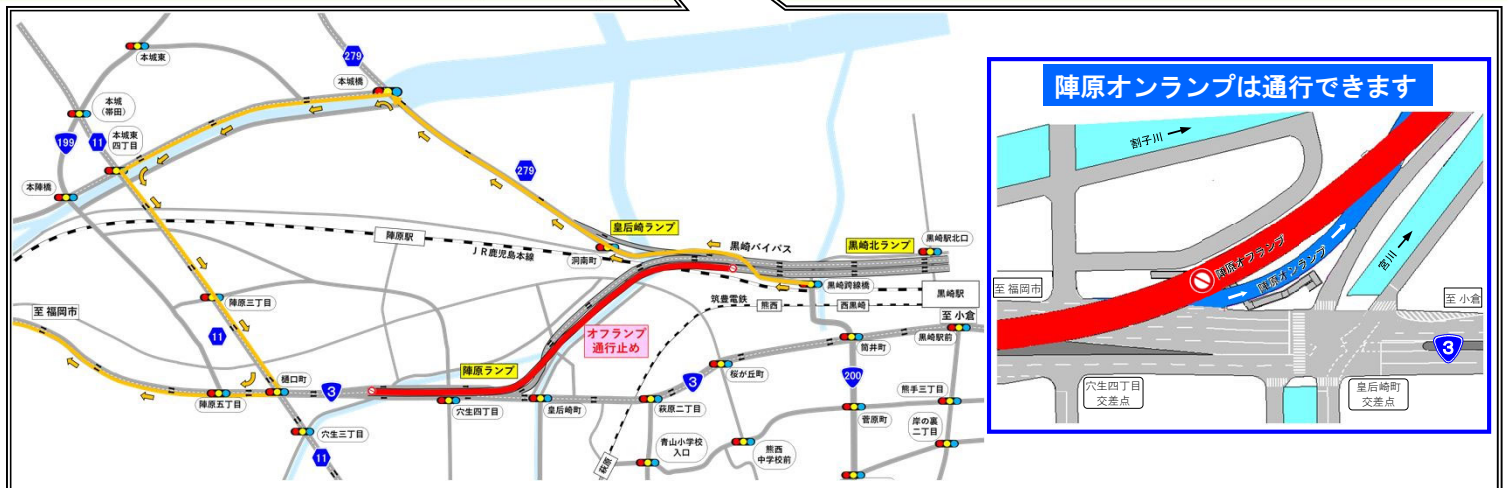 本城東
279
本城橋
本城
（帯田）
199
11
本城東
四丁目
本陣橋
279
陣原駅
ＪＲ鹿児島本線
皇后崎ランプ
洞南町
黒崎バイパス
黒崎北ランプ
黒崎駅北口
黒崎跨線橋
黒崎駅
筑豊電鉄
熊西
西黒崎
至 小倉
黒崎駅前
陣原三丁目
11
至 福岡市
オフランプ
通行止め
陣原ランプ
筒井町
桜が丘町
200
3
3
樋口町
陣原五丁目
穴生四丁目
皇后崎町
萩原二丁目
熊手三丁目
菅原町
岸の裏
二丁目
穴生三丁目
11
萩原
青山小学校
入口
熊西
中学校前
陣原オンランプは通行できます
割子川
宮川
陣原オフランプ
陣原オンランプ
至 福岡市
至 小倉
3
穴生四丁目
交差点
皇后崎町
交差点